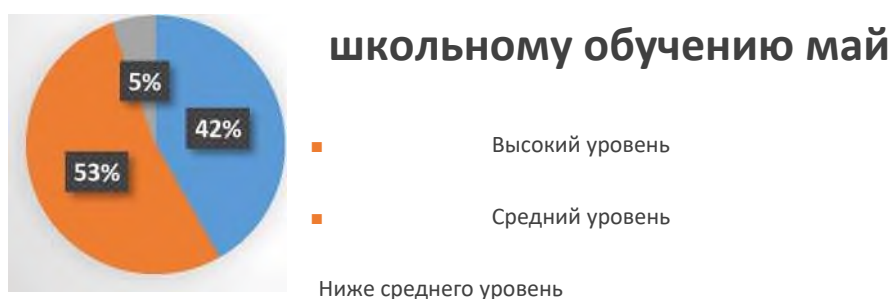 школьному обучению май
5%
42%
53%
Высокий уровень
Средний уровень
Ниже среднего уровень